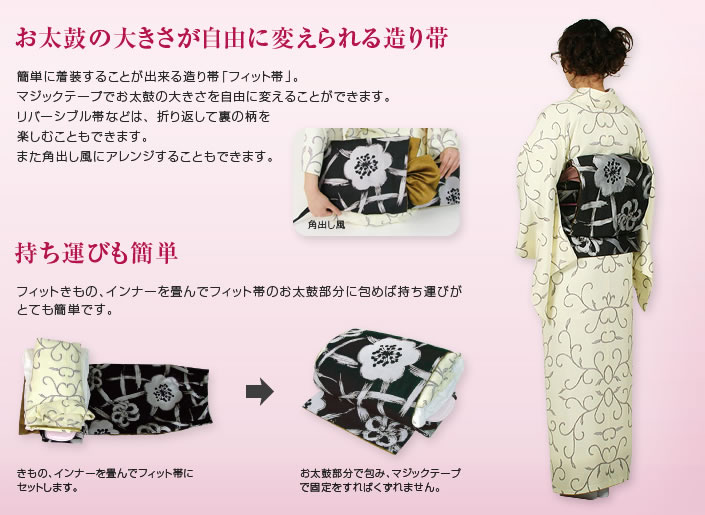 お太鼓の大きさが自由に変えられる造り帯
簡単に着装することが出来る造り帯「フィット帯」。
マジックテープでお太鼓の大きさを自由に変えることができます。
リバーシブル帯などは、折り返して裏の柄を
楽しむこともできます。
また角出し風にアレンジすることもできます。
角出し風
持ち運びも簡単
フィットきもの、インナーを畳んでフィット帯のお太鼓部分に包めば持ち運びが
とても簡単です。
きもの、インナーを畳んでフィット帯に
セットします。
お太鼓部分で包み、マジックテープ
で固定をすればくずれません。